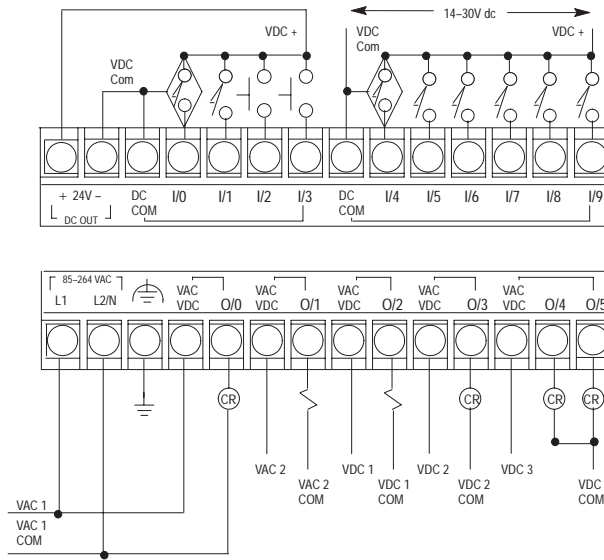 14–30V dc
VDC +
VDC
Com
VDC +
VDC
Com
+ 24V –
DC OUT
DC
COM
I/0
I/1
I/2
I/3
DC
COM
I/4
I/5
I/6
I/7
I/8
I/9
85–264 VAC
L1
L2/N
VAC
VDC
O/0
VAC
VDC
O/1
VAC
VDC
O/2
VAC
VDC
O/3
VAC
VDC
O/4
O/5
CR
CR
CR
CR
VAC 2
VAC 2
COM
VDC 1
VDC 1
COM
VDC 2
VDC 2
COM
VDC 3
VDC
COM
VAC 1
VAC 1
COM